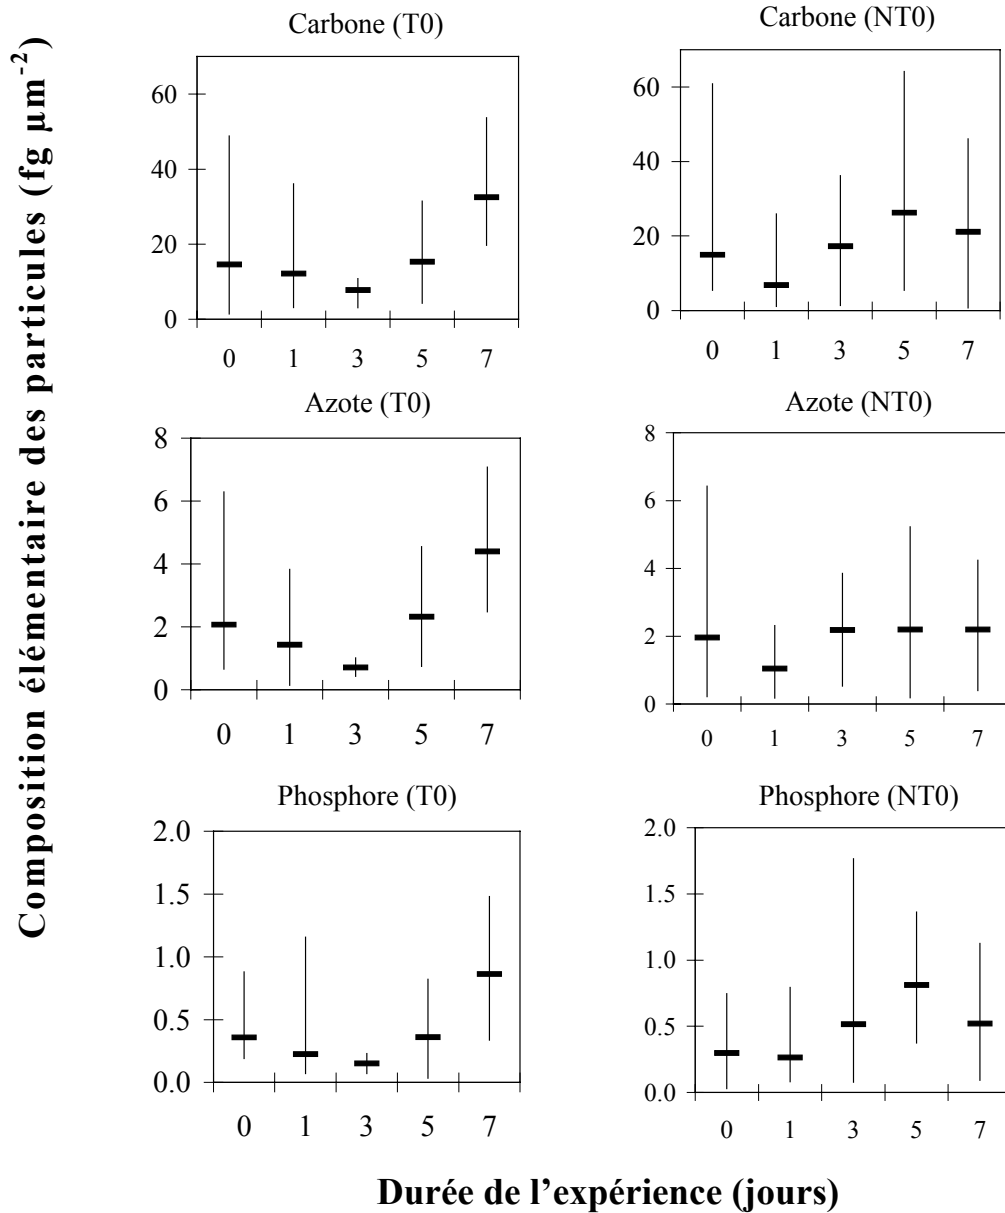 Composition élémentaire des particules (fg µm-2)
Carbone (T0)
60
40
20
0
0 1 3 5 7
Carbone (NT0)
60
40
20
0
0 1 3 5 7
Azote (T0)
8
6
4
2
0
0 1 3 5 7
Azote (NT0)
8
6
4
2
0
0 1 3 5 7
Phosphore (T0)
2.0
1.5
1.0
0.5
0.0
0 1 3 5 7
Phosphore (NT0)
2.0
1.5
1.0
0.5
0.0
0 1 3 5 7
Durée de l’expérience (jours)